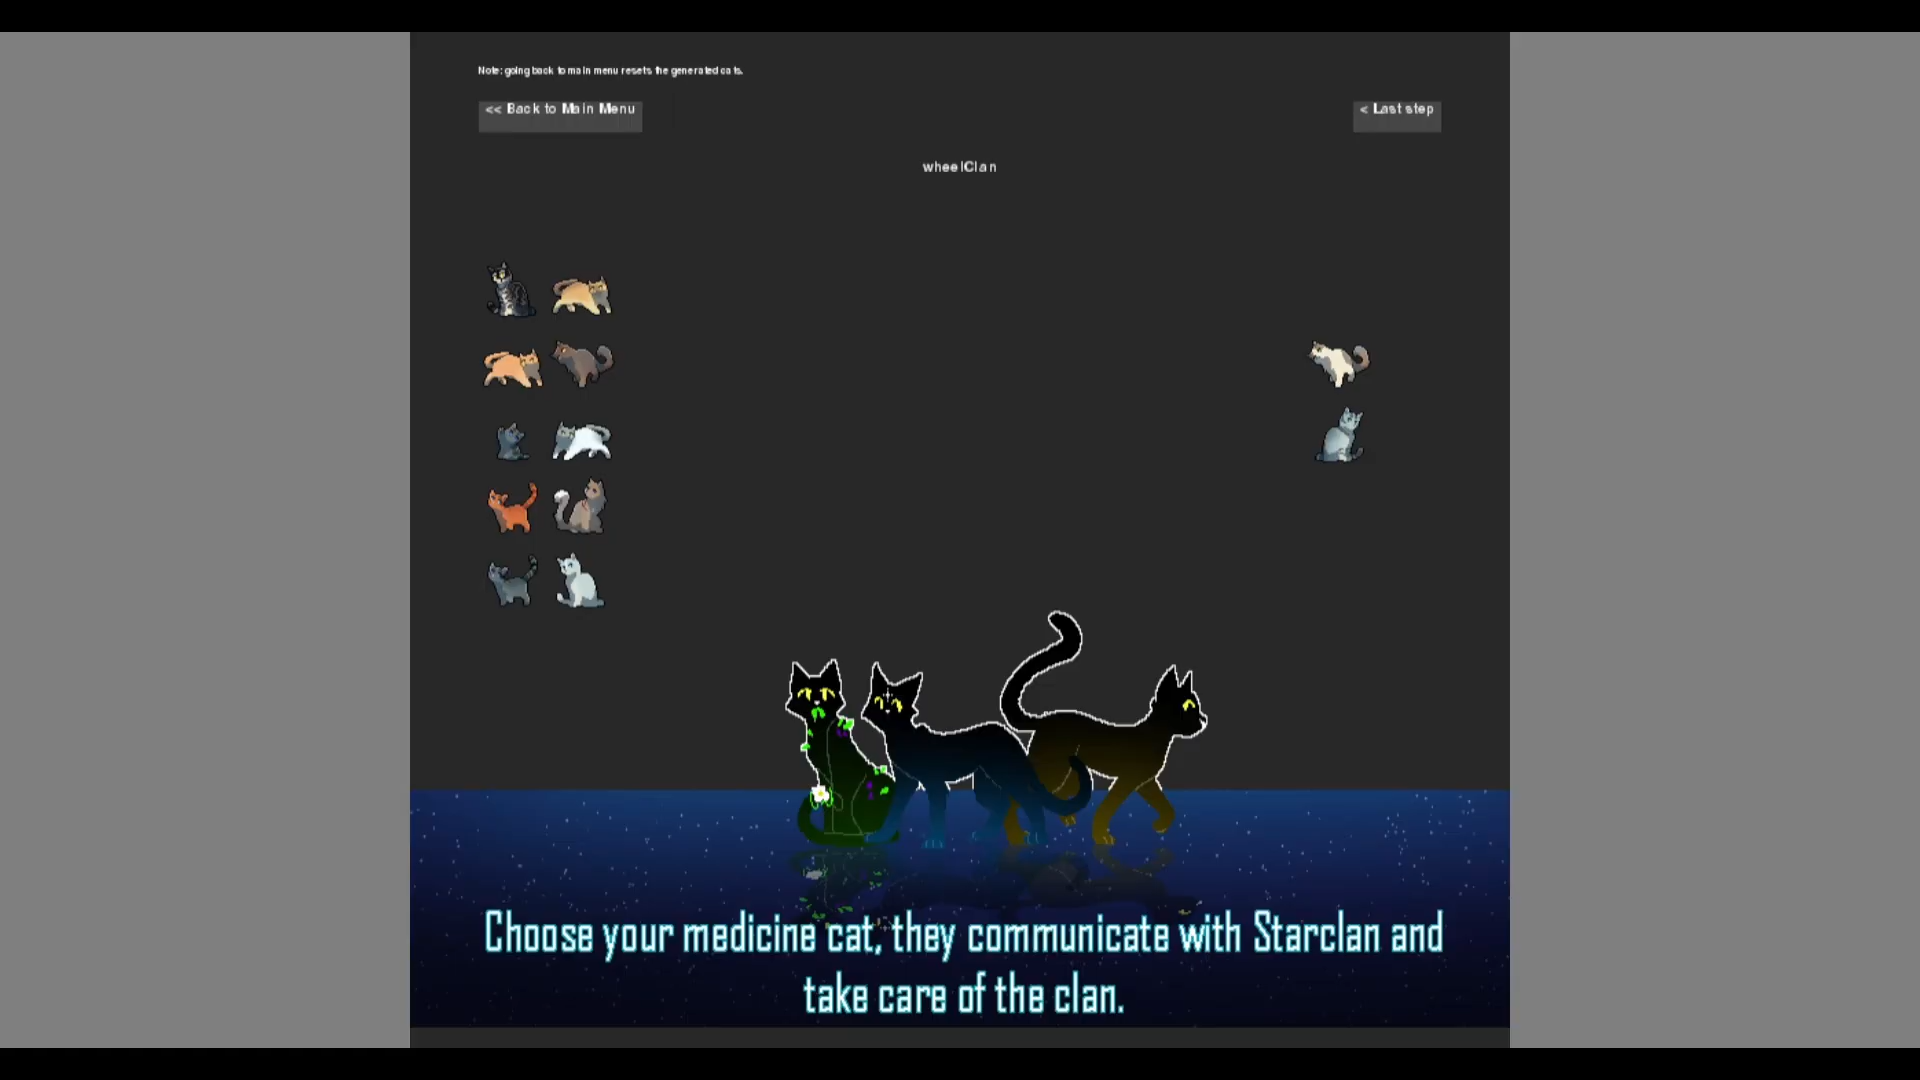 Note: going back to main menu resets the generated cats.
<< Back to Main Menu
< Last step
wheelClan
Choose your medicine cat, they communicate with Starclan and
take care of the clan.